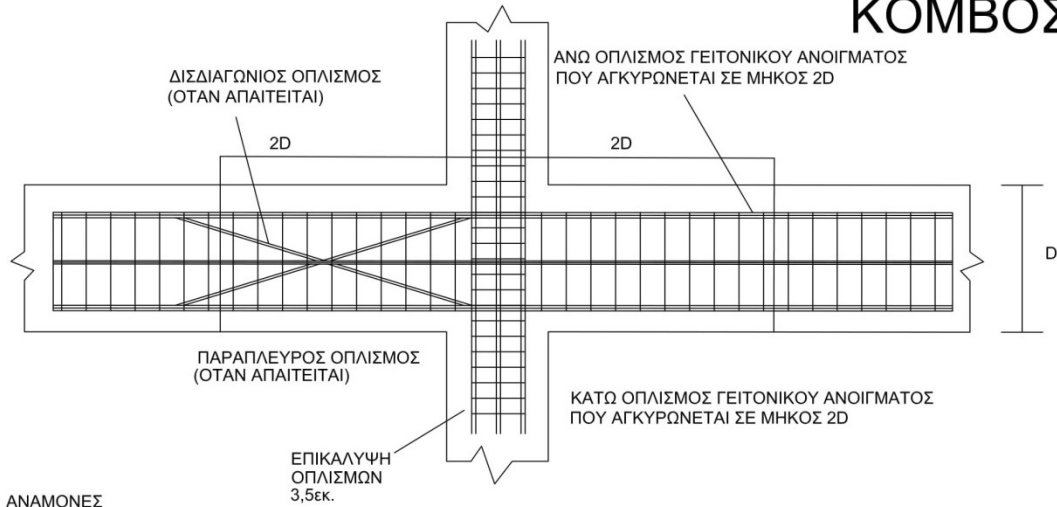 ΚΟΜΒΟΣ
ΔΙΣΔΙΑΓΩΝΙΟΣ ΟΠΛΙΣΜΟΣ
(ΟΤΑΝ ΑΠΑΙΤΕΙΤΑΙ)
ΑΝΩ ΟΠΛΙΣΜΟΣ ΓΕΙΤΟΝΙΚΟΥ ΑΝΟΙΓΜΑΤΟΣ
ΠΟΥ ΑΓΚΥΡΩΝΕΤΑΙ ΣΕ ΜΗΚΟΣ 2D
2D
2D
D
ΠΑΡΑΠΛΕΥΡΟΣ ΟΠΛΙΣΜΟΣ
(ΟΤΑΝ ΑΠΑΙΤΕΙΤΑΙ)
ΚΑΤΩ ΟΠΛΙΣΜΟΣ ΓΕΙΤΟΝΙΚΟΥ ΑΝΟΙΓΜΑΤΟΣ
ΠΟΥ ΑΓΚΥΡΩΝΕΤΑΙ ΣΕ ΜΗΚΟΣ 2D
ΕΠΙΚΑΛΥΨΗ
ΟΠΛΙΣΜΩΝ
3,5εκ.
ΑΝΑΜΟΝΕΣ